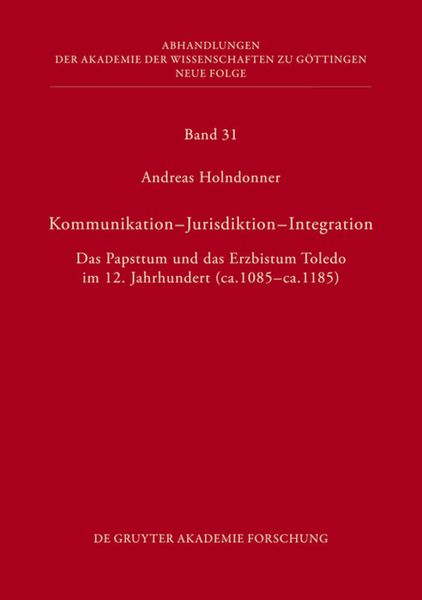 ABHANDLUNGEN
DER AKADEMIE DER WISSENSCHAFTEN ZU GÖTTINGEN
NEUE FOLGE
Band 31
Andreas Holndonner
Kommunikation–Jurisdiktion–Integration
Das Papsttum und das Erzbistum Toledo
im 12. Jahrhundert (ca.1085–ca.1185)
DE GRUYTER AKADEMIE FORSCHUNG